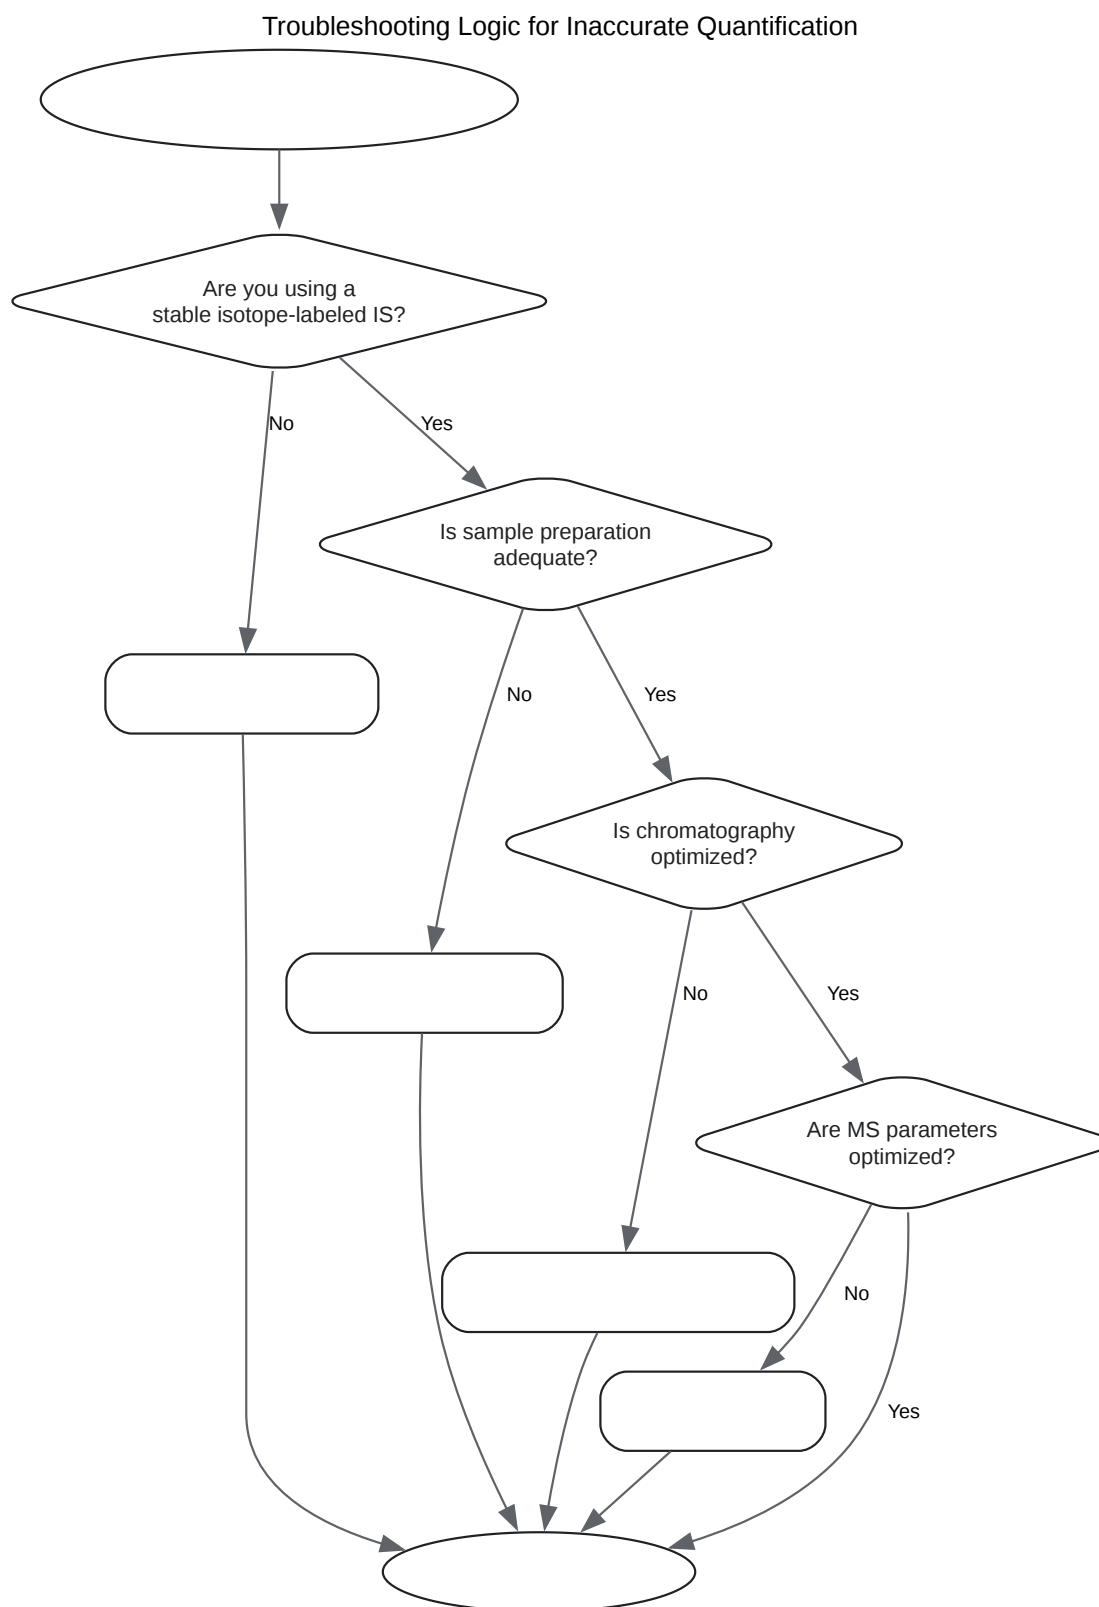 Troubleshooting Logic for Inaccurate Quantification
Are you using a
stable isotope-labeled IS?
No
Yes
Is sample preparation
adequate?
No
Yes
Is chromatography
optimized?
No
Yes
Are MS parameters
optimized?
No
Yes